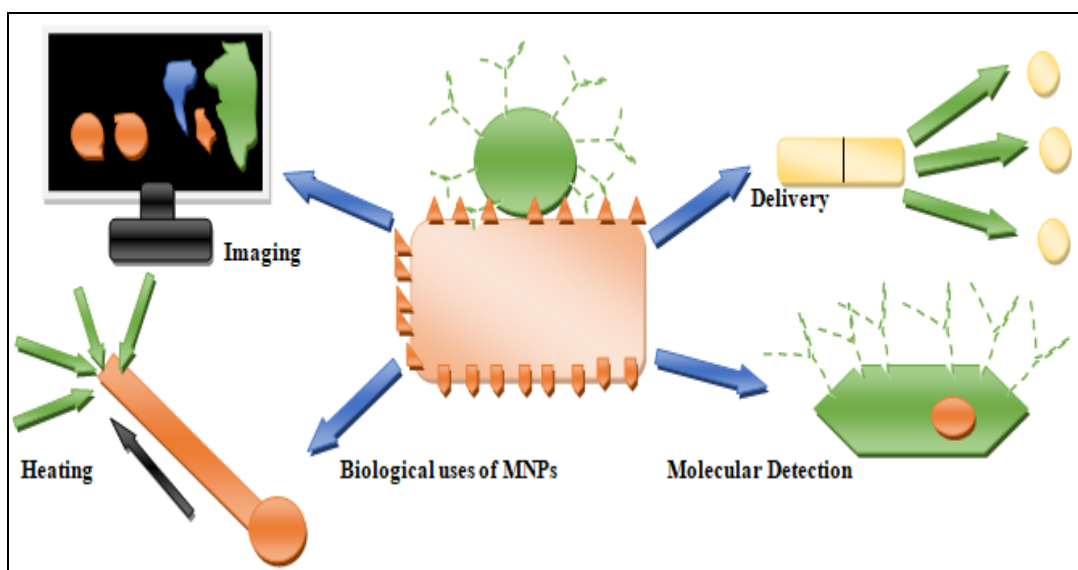 Imaging
Delivery
Heating
Biological uses of MNPs
Molecular Detection